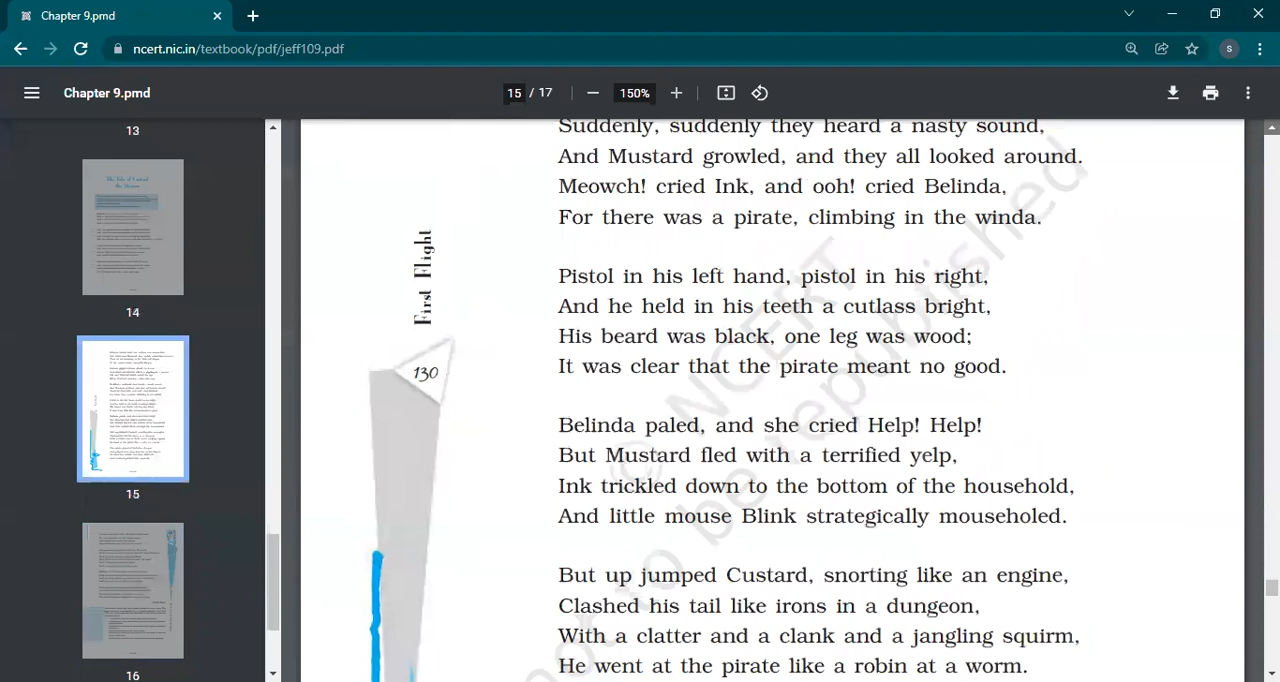 Chapter 9.pmd
ncert.nic.in/textbook/pdf/jeff109.pdf
S
Chapter 9.pmd
15 / 17
150%
13
14
15
16
First Flight
130
Suddenly, suddenly they heard a nasty sound,
And Mustard growled, and they all looked around.
Meowch! cried Ink, and ooh! cried Belinda,
For there was a pirate, climbing in the winda.
Pistol in his left hand, pistol in his right,
And he held in his teeth a cutlass bright,
His beard was black, one leg was wood;
It was clear that the pirate meant no good.
Belinda paled, and she cried Help! Help!
But Mustard fled with a terrified yelp,
Ink trickled down to the bottom of the household,
And little mouse Blink strategically mouseholed.
But up jumped Custard, snorting like an engine,
Clashed his tail like irons in a dungeon,
With a clatter and a clank and a jangling squirm,
He went at the pirate like a robin at a worm.
© NCERT
not to be republished